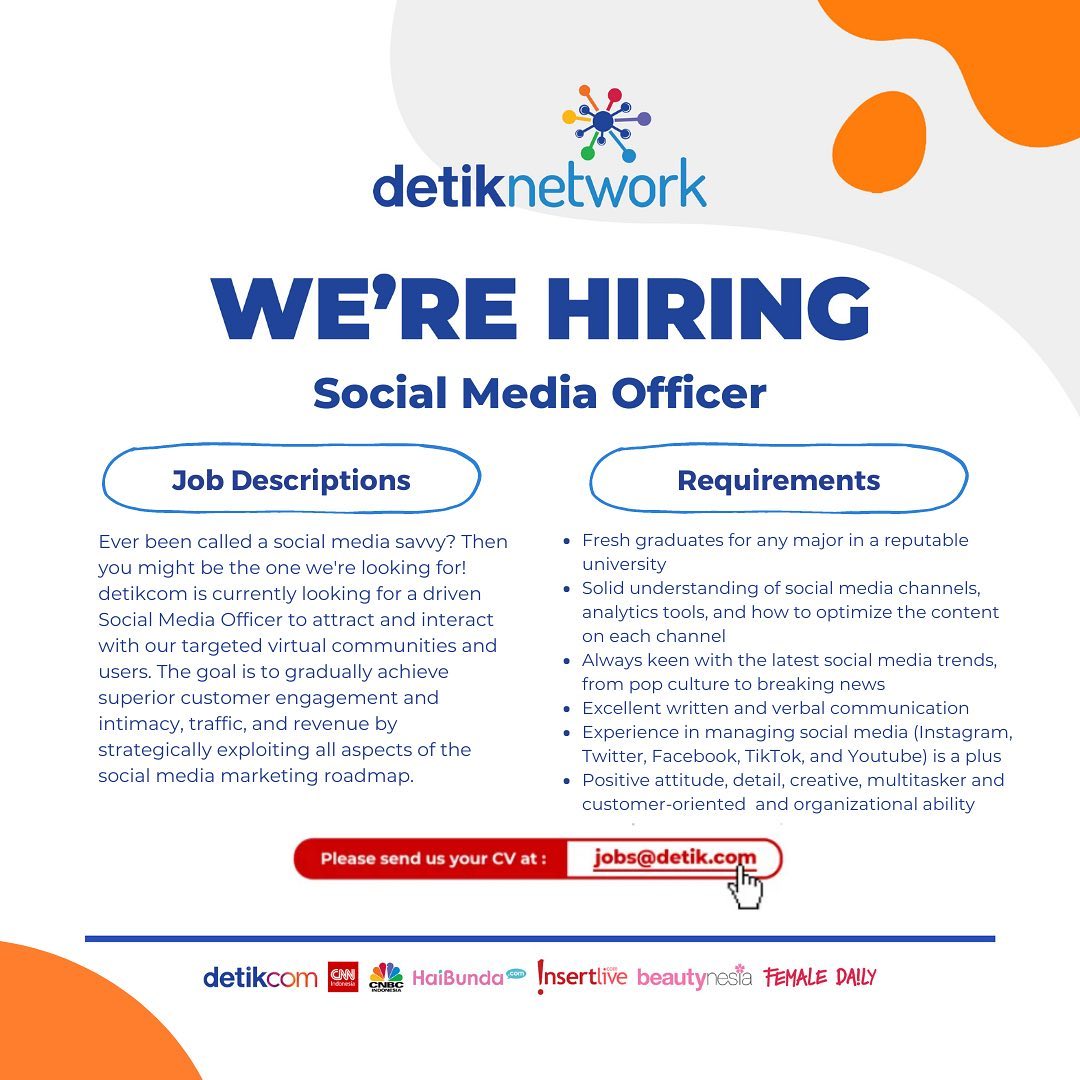 detiknetwork
WE'RE HIRING
Social Media Officer
Job Descriptions
Ever been called a social media savvy? Then
you might be the one we're looking for!
detikcom is currently looking for a driven
Social Media Officer to attract and interact
with our targeted virtual communities and
users. The goal is to gradually achieve
superior customer engagement and
intimacy, traffic, and revenue by
strategically exploiting all aspects of the
social media marketing roadmap.
Requirements
• Fresh graduates for any major in a reputable
university
• Solid understanding of social media channels,
analytics tools, and how to optimize the content
on each channel
• Always keen with the latest social media trends,
from pop culture to breaking news
• Excellent written and verbal communication
• Experience in managing social media (Instagram,
Twitter, Facebook, TikTok, and Youtube) is a plus
• Positive attitude, detail, creative, multitasker and
customer-oriented  and organizational ability
Please send us your CV at : jobs@detik.com
detikcom CNN Indonesia CNBC INDONESIA HaiBunda.com Insertlive.com beautynesia FEMALE DA!LY